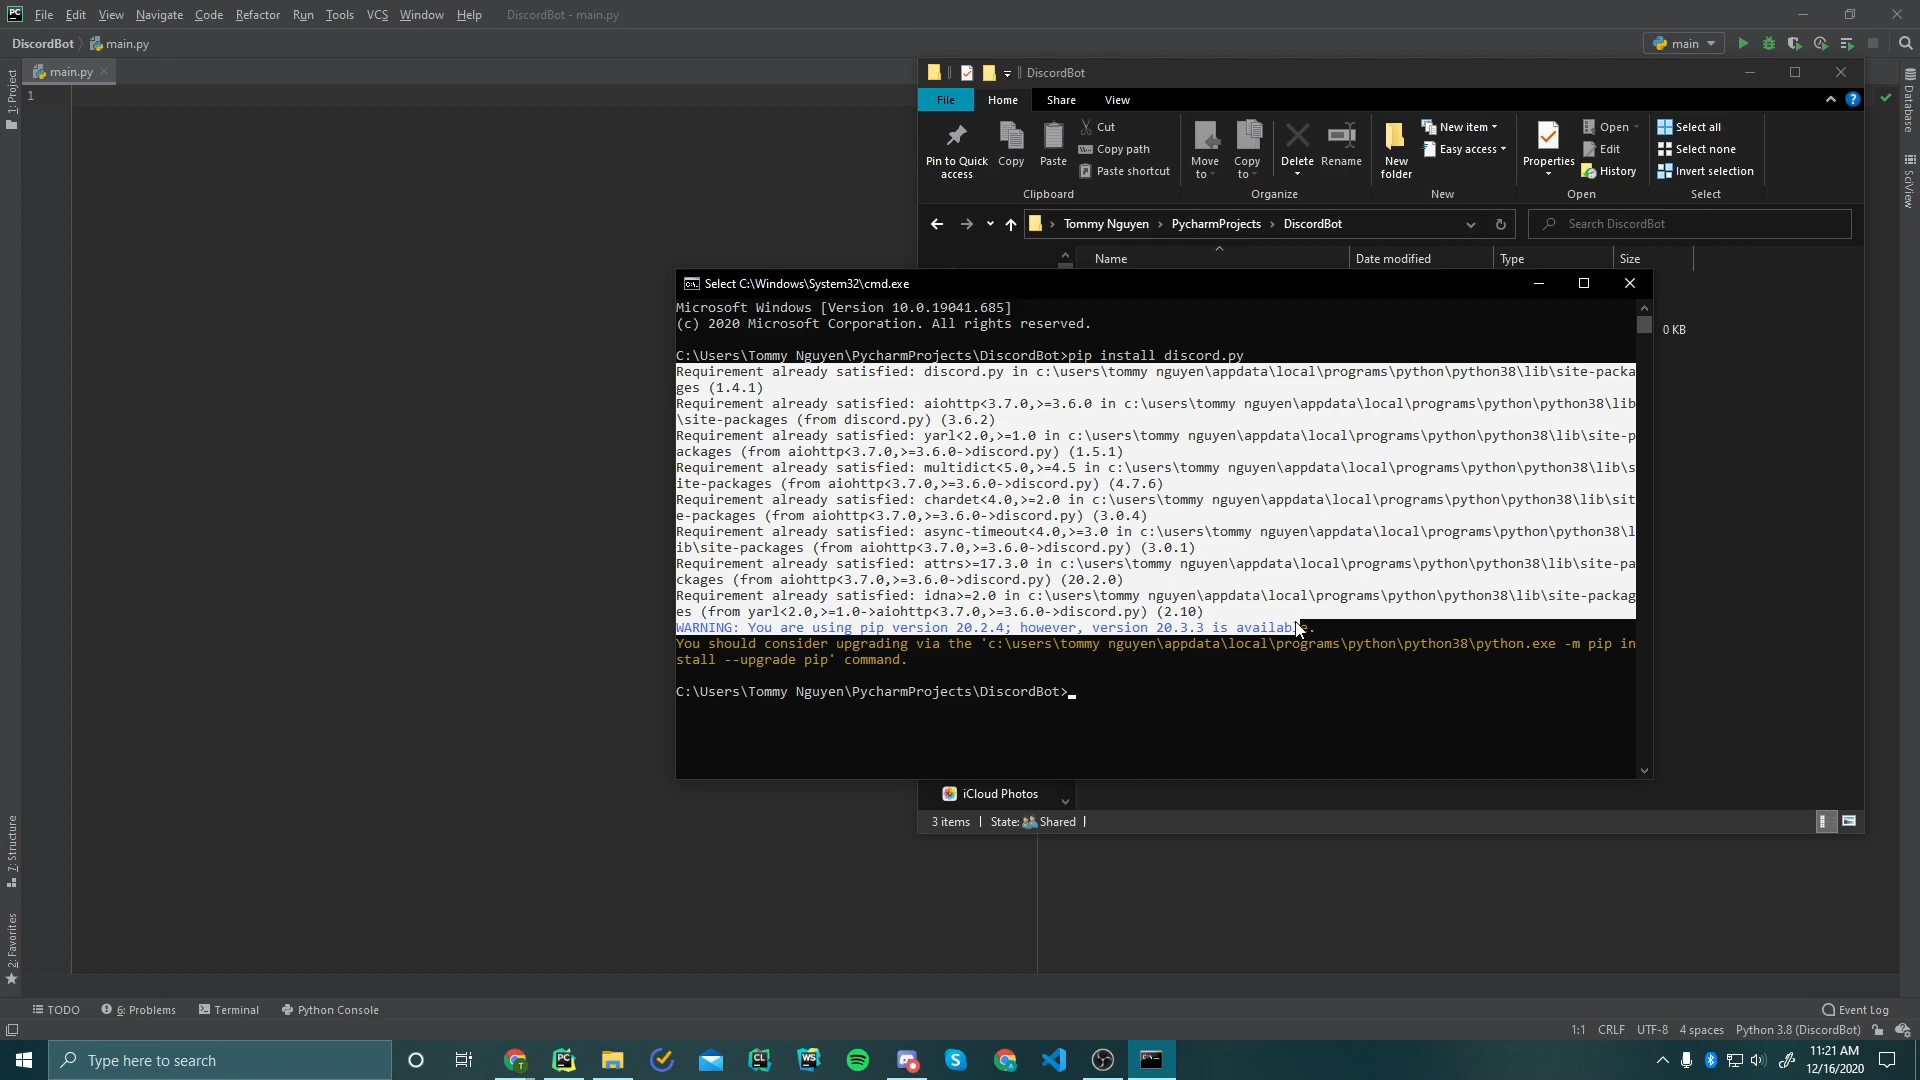 File Edit View Navigate Code Refactor Run Tools VCS Window Help DiscordBot - main.py
DiscordBot main.py
main
main.py
1
1: Project
7: Structure
2: Favorites
Database
SciView
DiscordBot
File Home Share View
Pin to Quick access
Copy
Paste
Cut
Copy path
Paste shortcut
Clipboard
Move to
Copy to
Delete
Rename
Organize
New folder
New item
Easy access
New
Properties
Open
Edit
History
Open
Select all
Select none
Invert selection
Select
Tommy Nguyen PycharmProjects DiscordBot
Search DiscordBot
Name Date modified Type Size
0 KB
Select C:\Windows\System32\cmd.exe
Microsoft Windows [Version 10.0.19041.685]
(c) 2020 Microsoft Corporation. All rights reserved.
C:\Users\Tommy Nguyen\PycharmProjects\DiscordBot>pip install discord.py
Requirement already satisfied: discord.py in c:\users\tommy nguyen\appdata\local\programs\python\python38\lib\site-packa
ges (1.4.1)
Requirement already satisfied: aiohttp<3.7.0,>=3.6.0 in c:\users\tommy nguyen\appdata\local\programs\python\python38\lib
\site-packages (from discord.py) (3.6.2)
Requirement already satisfied: yarl<2.0,>=1.0 in c:\users\tommy nguyen\appdata\local\programs\python\python38\lib\site-p
ackages (from aiohttp<3.7.0,>=3.6.0->discord.py) (1.5.1)
Requirement already satisfied: multidict<5.0,>=4.5 in c:\users\tommy nguyen\appdata\local\programs\python\python38\lib\s
ite-packages (from aiohttp<3.7.0,>=3.6.0->discord.py) (4.7.6)
Requirement already satisfied: chardet<4.0,>=2.0 in c:\users\tommy nguyen\appdata\local\programs\python\python38\lib\sit
e-packages (from aiohttp<3.7.0,>=3.6.0->discord.py) (3.0.4)
Requirement already satisfied: async-timeout<4.0,>=3.0 in c:\users\tommy nguyen\appdata\local\programs\python\python38\l
ib\site-packages (from aiohttp<3.7.0,>=3.6.0->discord.py) (3.0.1)
Requirement already satisfied: attrs>=17.3.0 in c:\users\tommy nguyen\appdata\local\programs\python\python38\lib\site-pa
ckages (from aiohttp<3.7.0,>=3.6.0->discord.py) (20.2.0)
Requirement already satisfied: idna>=2.0 in c:\users\tommy nguyen\appdata\local\programs\python\python38\lib\site-packag
es (from yarl<2.0,>=1.0->aiohttp<3.7.0,>=3.6.0->discord.py) (2.10)
WARNING: You are using pip version 20.2.4; however, version 20.3.3 is available.
You should consider upgrading via the 'c:\users\tommy nguyen\appdata\local\programs\python\python38\python.exe -m pip in
stall --upgrade pip' command.
C:\Users\Tommy Nguyen\PycharmProjects\DiscordBot>
iCloud Photos
3 items State: Shared
TODO 6: Problems Terminal Python Console Event Log
1:1 CRLF UTF-8 4 spaces Python 3.8 (DiscordBot)
Type here to search
11:21 AM
12/16/2020